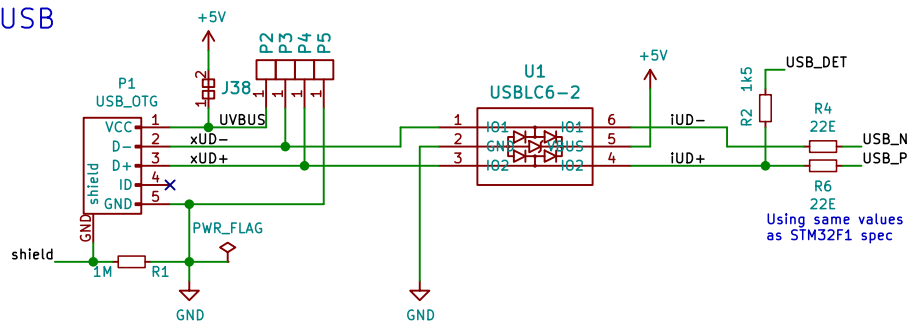 USB
+5V
P2
P3
P4
P5
2
1
J38
1
1
1
1
P1
USB_OTG
UVBUS
xUD-
xUD+
VCC 1
D- 2
D+ 3
ID 4
GND 5
shield
GND
PWR_FLAG
shield
1M
R1
GND
U1
USBLC6-2
1 IO1 IO1 6
2 GND VBUS 5
3 IO2 IO2 4
GND
+5V
iUD-
iUD+
USB_DET
1k5
R2
R4
22E
USB_N
USB_P
R6
22E
Using same values
as STM32F1 spec